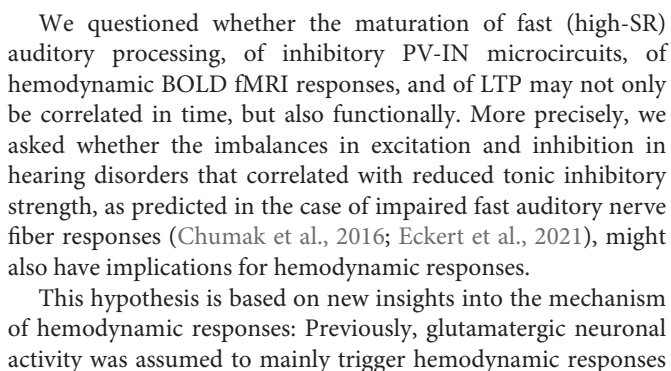 We questioned whether the maturation of fast (high-SR)
auditory processing, of inhibitory PV-IN microcircuits, of
hemodynamic BOLD fMRI responses, and of LTP may not only
be correlated in time, but also functionally. More precisely, we
asked whether the imbalances in excitation and inhibition in
hearing disorders that correlated with reduced tonic inhibitory
strength, as predicted in the case of impaired fast auditory nerve
fiber responses (Chumak et al., 2016; Eckert et al., 2021), might
also have implications for hemodynamic responses.
This hypothesis is based on new insights into the mechanism
of hemodynamic responses: Previously, glutamatergic neuronal
activity was assumed to mainly trigger hemodynamic responses